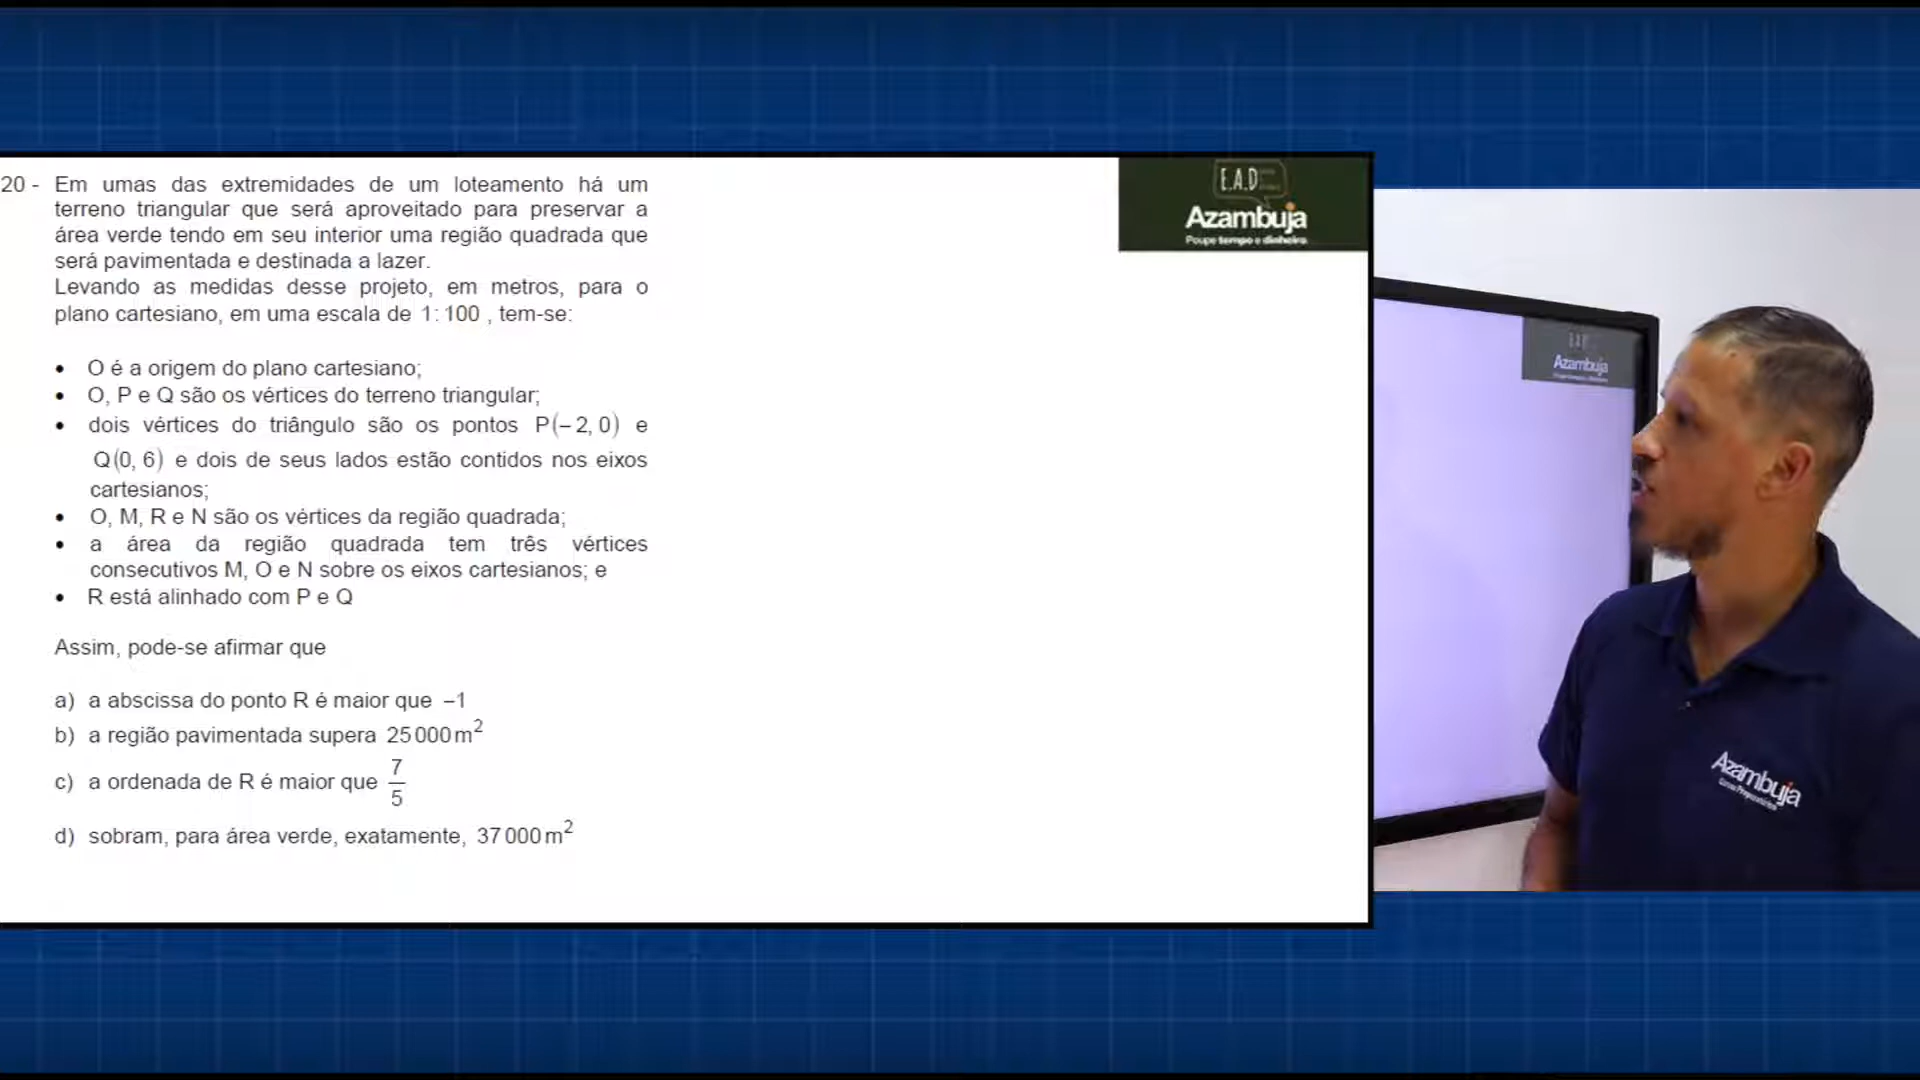 20 - Em umas das extremidades de um loteamento há um
terreno triangular que será aproveitado para preservar a
área verde tendo em seu interior uma região quadrada que
será pavimentada e destinada a lazer.
Levando as medidas desse projeto, em metros, para o
plano cartesiano, em uma escala de 1:100 , tem-se:
• O é a origem do plano cartesiano;
• O, P e Q são os vértices do terreno triangular;
• dois vértices do triângulo são os pontos P(−2, 0) e
Q(0, 6) e dois de seus lados estão contidos nos eixos
cartesianos;
• O, M, R e N são os vértices da região quadrada;
• a área da região quadrada tem três vértices
consecutivos M, O e N sobre os eixos cartesianos; e
• R está alinhado com P e Q
Assim, pode-se afirmar que
a) a abscissa do ponto R é maior que −1
b) a região pavimentada supera 25 000 m²
c) a ordenada de R é maior que 7/5
d) sobram, para área verde, exatamente, 37 000 m²
E.A.D
Azambuja
Poupe tempo e dinheiro
Azambuja
Azambuja